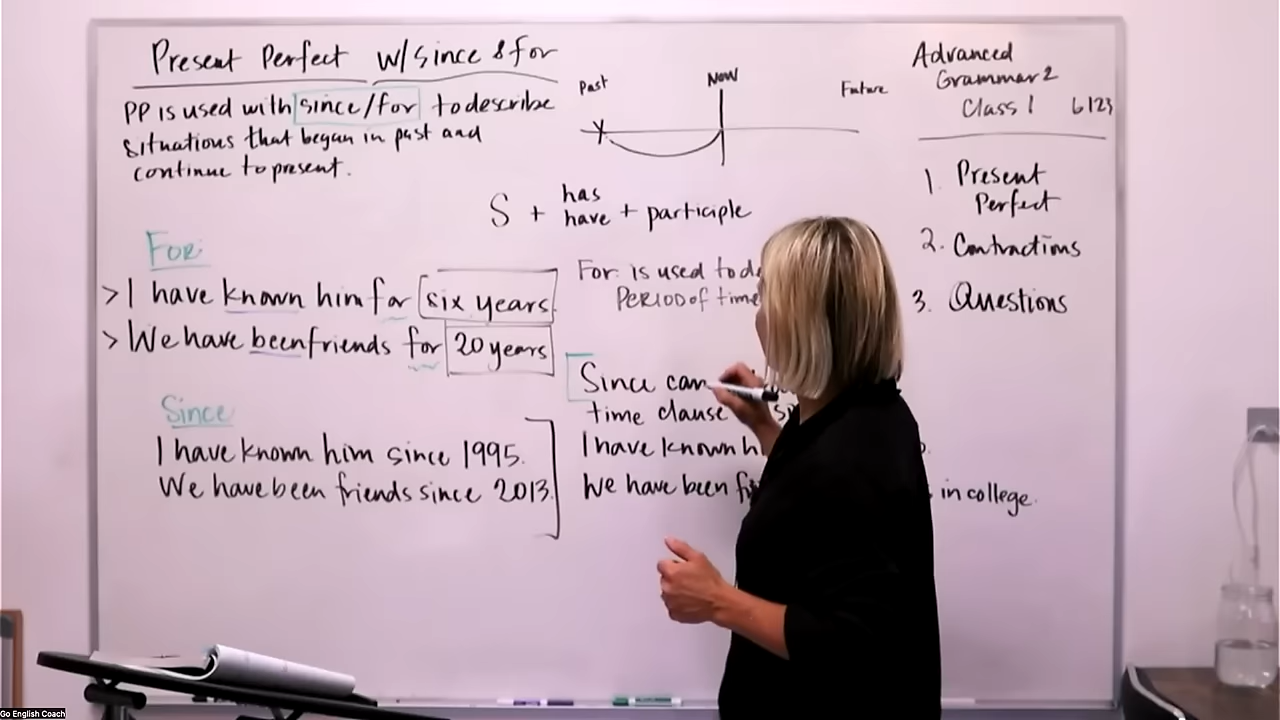 Present Perfect w/since & for
PP is used with since/for to describe
situations that began in past and
continue to present.
Past
Now
Future
X
S + has
have + participle
For:
> I have known him for six years.
> We have been friends for 20 years
Since
I have known him since 1995.
We have been friends since 2013.
For: is used to
PERIOD of time
Since can
time clause
I have known
We have been
in college.
Advanced
Grammar 2
Class 1 6123
1. Present
Perfect
2. Contractions
3. Questions
Go English Coach